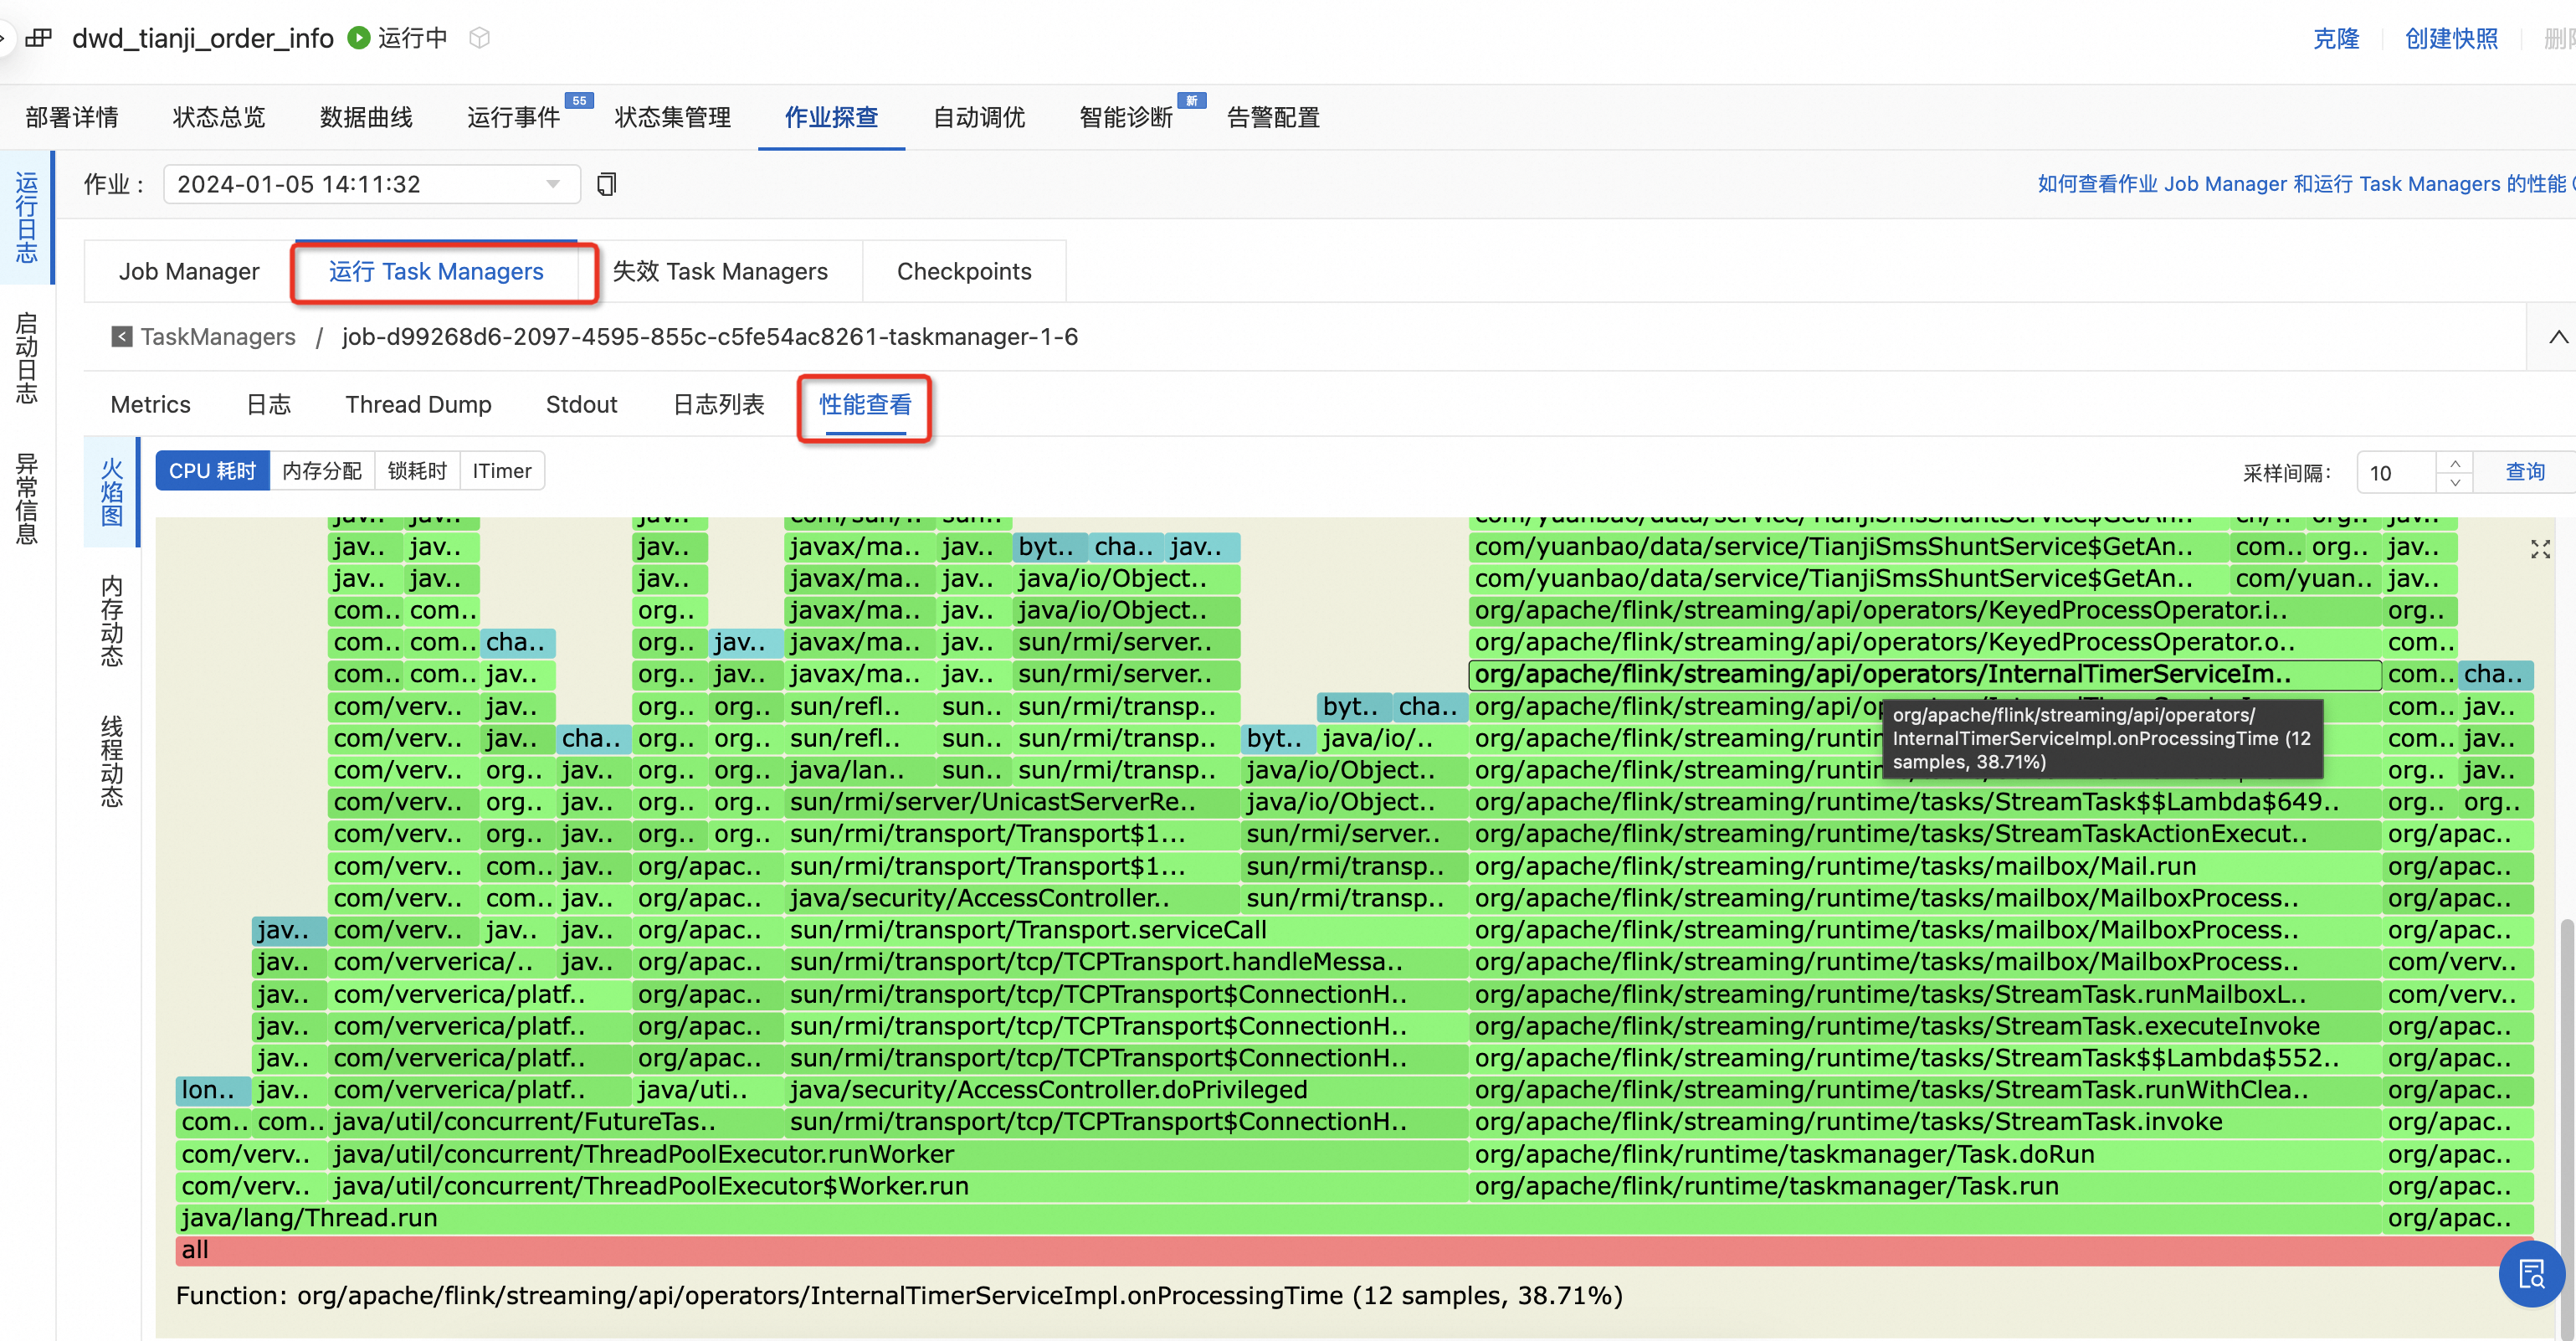 dwd_tianji_order_info 运行中 克隆 创建快照
部署详情 状态总览 数据曲线 运行事件 55 状态集管理 作业探查 自动调优 智能诊断 新 告警配置
运行日志
启动日志
异常信息
作业： 2024-01-05 14:11:32 如何查看作业 Job Manager 和运行 Task Managers 的性能
Job Manager 运行 Task Managers 失效 Task Managers Checkpoints
TaskManagers / job-d99268d6-2097-4595-855c-c5fe54ac8261-taskmanager-1-6
Metrics 日志 Thread Dump Stdout 日志列表 性能查看
火焰图
内存动态
线程动态
CPU 耗时 内存分配 锁耗时 ITimer 采样间隔： 10 查询
jav.. jav.. jav.. com/sun/.. sun.. com/yuanbao/data/service/TianjiSmsShuntService$GetAn.. ch/.. org.. jav..
jav.. jav.. jav.. javax/ma.. jav.. byt.. cha.. jav.. com/yuanbao/data/service/TianjiSmsShuntService$GetAn.. com.. org.. jav..
jav.. jav.. jav.. javax/ma.. jav.. java/io/Object.. com/yuanbao/data/service/TianjiSmsShuntService$GetAn.. com/yuan.. jav..
com.. com.. org.. javax/ma.. jav.. java/io/Object.. org/apache/flink/streaming/api/operators/KeyedProcessOperator.i.. org..
com.. com.. cha.. org.. jav.. javax/ma.. jav.. sun/rmi/server.. org/apache/flink/streaming/api/operators/KeyedProcessOperator.o.. com..
com.. com.. jav.. org.. jav.. javax/ma.. jav.. sun/rmi/server.. org/apache/flink/streaming/api/operators/InternalTimerServiceIm.. com.. cha..
com/verv.. jav.. org.. org.. sun/refl.. sun.. sun/rmi/transp.. byt.. cha.. org/apache/flink/streaming/api/op com.. jav..
com/verv.. jav.. cha.. org.. org.. sun/refl.. sun.. sun/rmi/transp.. byt.. java/io/.. org/apache/flink/streaming/runtin com.. jav..
com/verv.. org.. jav.. org.. org.. java/lan.. sun.. sun/rmi/transp.. java/io/Object.. org/apache/flink/streaming/runtin org.. jav..
org/apache/flink/streaming/api/operators/
InternalTimerServiceImpl.onProcessingTime (12
samples, 38.71%)
com/verv.. org.. jav.. org.. org.. sun/rmi/server/UnicastServerRe.. java/io/Object.. org/apache/flink/streaming/runtime/tasks/StreamTask$$Lambda$649.. org.. org..
com/verv.. org.. jav.. org.. org.. sun/rmi/transport/Transport$1... sun/rmi/server.. org/apache/flink/streaming/runtime/tasks/StreamTaskActionExecut.. org/apac..
com/verv.. com.. jav.. org/apac.. sun/rmi/transport/Transport$1... sun/rmi/transp.. org/apache/flink/streaming/runtime/tasks/mailbox/Mail.run org/apac..
com/verv.. com.. jav.. org/apac.. java/security/AccessController.. sun/rmi/transp.. org/apache/flink/streaming/runtime/tasks/mailbox/MailboxProcess.. org/apac..
jav.. com/verv.. jav.. jav.. org/apac.. sun/rmi/transport/Transport.serviceCall org/apache/flink/streaming/runtime/tasks/mailbox/MailboxProcess.. org/apac..
jav.. com/ververica/.. jav.. org/apac.. sun/rmi/transport/tcp/TCPTransport.handleMessa.. org/apache/flink/streaming/runtime/tasks/mailbox/MailboxProcess.. com/verv..
jav.. com/ververica/platf.. org/apac.. sun/rmi/transport/tcp/TCPTransport$ConnectionH.. org/apache/flink/streaming/runtime/tasks/StreamTask.runMailboxL.. com/verv..
jav.. com/ververica/platf.. org/apac.. sun/rmi/transport/tcp/TCPTransport$ConnectionH.. org/apache/flink/streaming/runtime/tasks/StreamTask.executeInvoke org/apac..
jav.. com/ververica/platf.. org/apac.. sun/rmi/transport/tcp/TCPTransport$ConnectionH.. org/apache/flink/streaming/runtime/tasks/StreamTask$$Lambda$552.. org/apac..
lon.. jav.. com/ververica/platf.. java/uti.. java/security/AccessController.doPrivileged org/apache/flink/streaming/runtime/tasks/StreamTask.runWithClea.. org/apac..
com.. com.. java/util/concurrent/FutureTas.. sun/rmi/transport/tcp/TCPTransport$ConnectionH.. org/apache/flink/streaming/runtime/tasks/StreamTask.invoke org/apac..
com/verv.. java/util/concurrent/ThreadPoolExecutor.runWorker org/apache/flink/runtime/taskmanager/Task.doRun org/apac..
com/verv.. java/util/concurrent/ThreadPoolExecutor$Worker.run org/apache/flink/runtime/taskmanager/Task.run org/apac..
java/lang/Thread.run org/apac..
all
Function: org/apache/flink/streaming/api/operators/InternalTimerServiceImpl.onProcessingTime (12 samples, 38.71%)